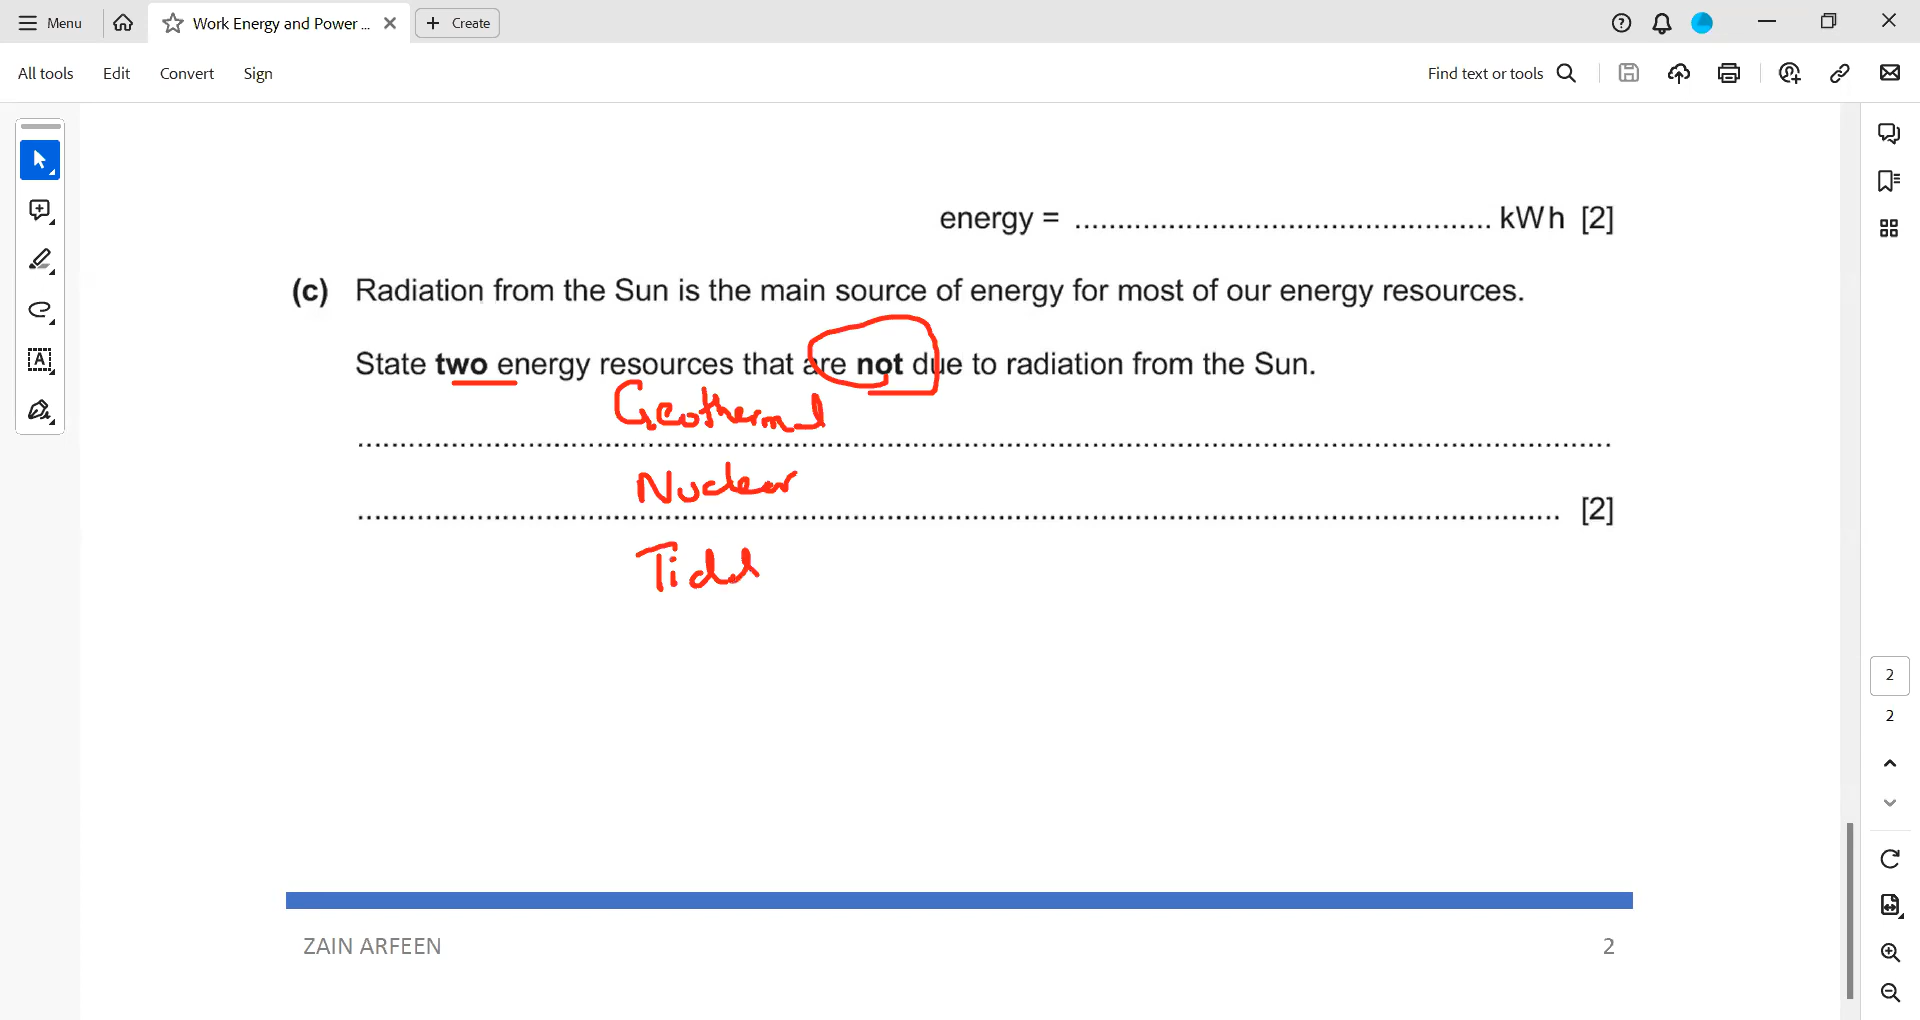 Menu
Work Energy and Power ...
Create
All tools
Edit
Convert
Sign
Find text or tools
energy = ................................................ kWh [2]
(c) Radiation from the Sun is the main source of energy for most of our energy resources.
State two energy resources that are not due to radiation from the Sun.
Geothermal
Nuclear
[2]
Tidal
2
2
ZAIN ARFEEN
2